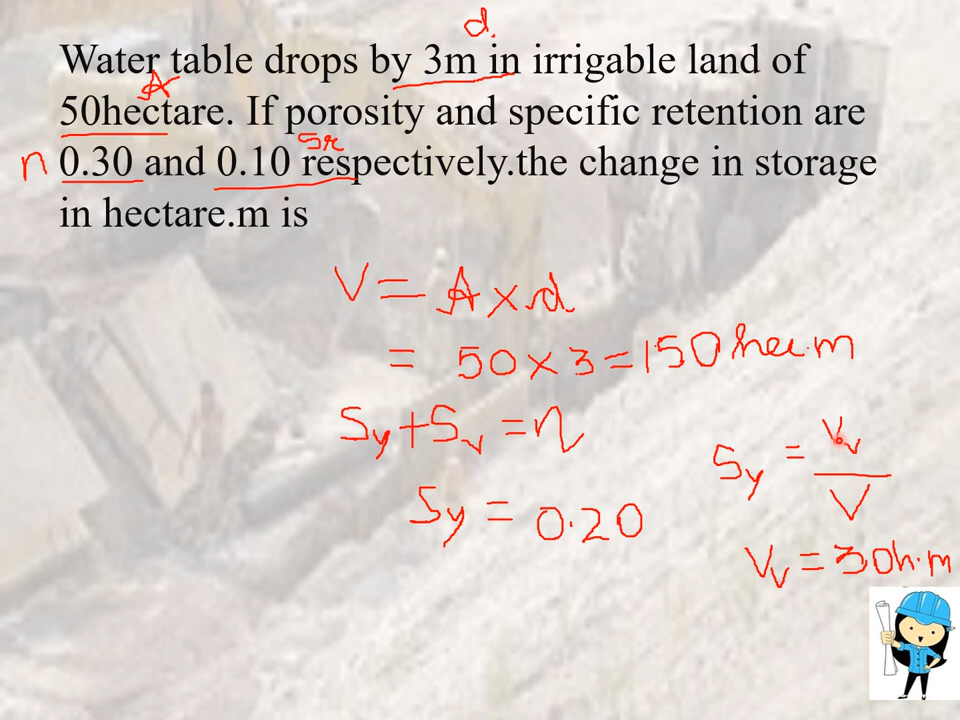 d.
Water table drops by 3m in irrigable land of
A
50hectare. If porosity and specific retention are
Sr
n 0.30 and 0.10 respectively.the change in storage
in hectare.m is
V = A x d
= 50 x 3 = 150 hec.m
Sy + Sr = n
Sy = Vv / V
Sy = 0.20
Vv = 30h.m